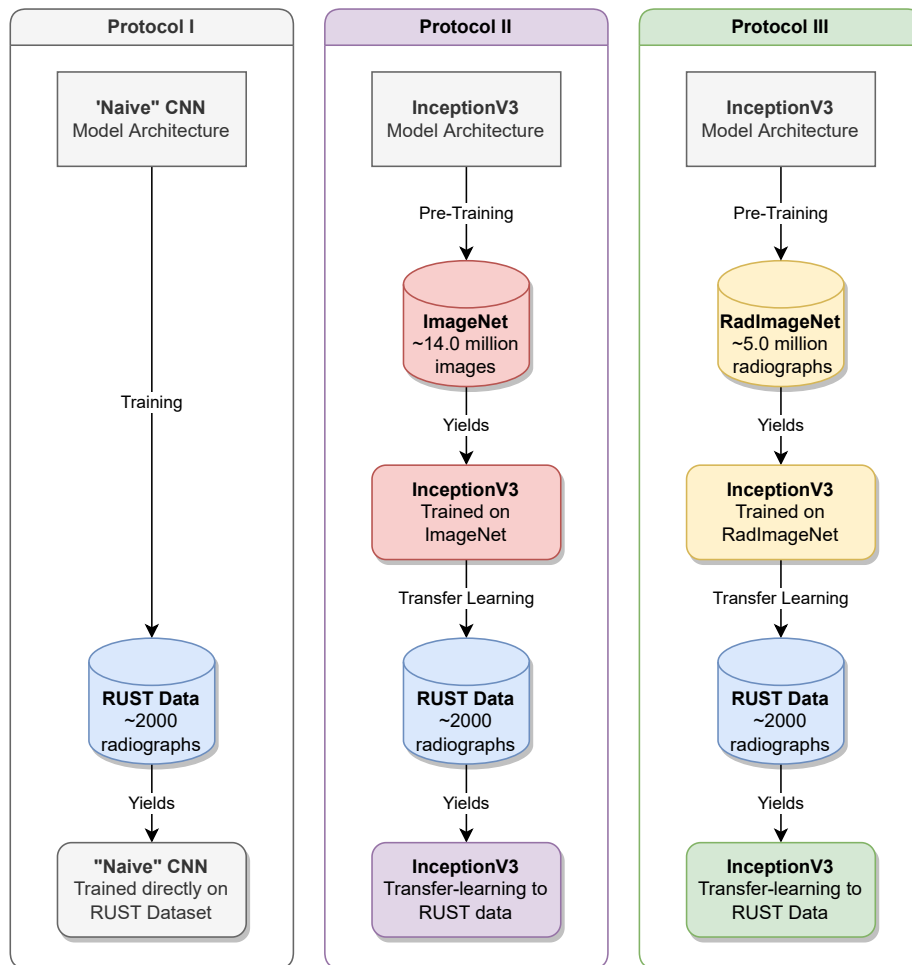 Protocol I
'Naive" CNN
Model Architecture
Training
RUST Data
~2000
radiographs
Yields
"Naive" CNN
Trained directly on
RUST Dataset
Protocol II
InceptionV3
Model Architecture
Pre-Training
ImageNet
~14.0 million
images
Yields
InceptionV3
Trained on
ImageNet
Transfer Learning
RUST Data
~2000
radiographs
Yields
InceptionV3
Transfer-learning to
RUST data
Protocol III
InceptionV3
Model Architecture
Pre-Training
RadImageNet
~5.0 million
radiographs
Yields
InceptionV3
Trained on
RadImageNet
Transfer Learning
RUST Data
~2000
radiographs
Yields
InceptionV3
Transfer-learning to
RUST Data